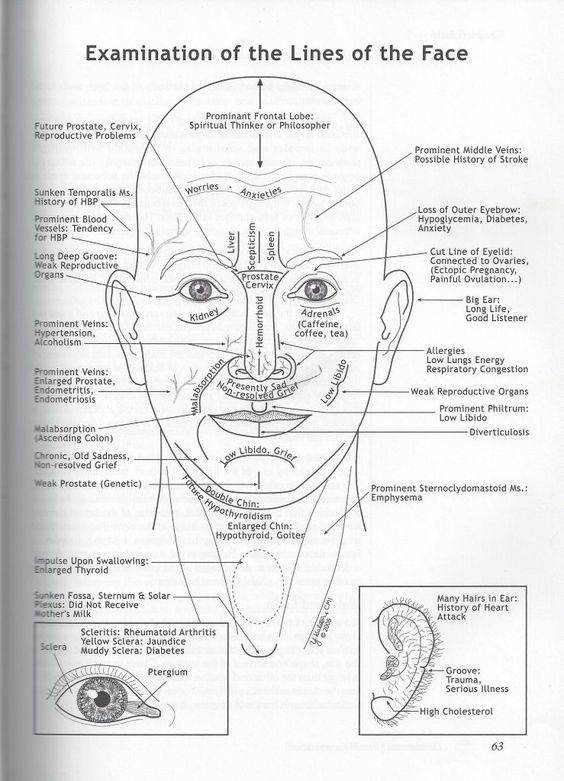 Examination of the Lines of the Face
Prominent Frontal Lobe:
Spiritual Thinker or Philosopher
Future Prostate, Cervix,
Reproductive Problems
Prominent Middle Veins:
Possible History of Stroke
Worries - Anxieties
Sunken Temporalis Ms.
History of HBP
Prominent Blood
Vessels: Tendency
for HBP
Long Deep Groove:
Weak Reproductive
Organs
Loss of Outer Eyebrow:
Hypoglycemia, Diabetes,
Anxiety
Cut Line of Eyelid:
Connected to Ovaries,
(Ectopic Pregnancy,
Painful Ovulation...)
Liver
Scepticism
Spleen
Prostate
Cervix
Kidney
Hemorrhoid
Adrenals
(Caffeine,
coffee, tea)
Big Ear:
Long Life,
Good Listener
Prominent Veins:
Hypertension,
Alcoholism
Allergies
Low Lungs Energy
Respiratory Congestion
Prominent Veins:
Enlarged Prostate,
Endometritis,
Endometriosis
Malabsorption
Presently Sad
Non-resolved Grief
Low Libido
Weak Reproductive Organs
Prominent Philtrum:
Low Libido
Malabsorption
(Ascending Colon)
Diverticulosis
Chronic, Old Sadness,
Non-resolved Grief
Low Libido, Grief
Weak Prostate (Genetic)
Double Chin:
Future Hypothyroidism
Enlarged Chin:
Hypothyroid, Goiter
Prominent Sternoclydomastoid Ms.:
Emphysema
Impulse Upon Swallowing:
Enlarged Thyroid
Sunken Fossa, Sternum & Solar
Plexus: Did Not Receive
Mother's Milk
Scleritis: Rheumatoid Arthritis
Yellow Sclera: Jaundice
Muddy Sclera: Diabetes
Sclera
Ptergium
© 2005
Many Hairs in Ear:
History of Heart
Attack
Groove:
Trauma,
Serious Illness
High Cholesterol
63